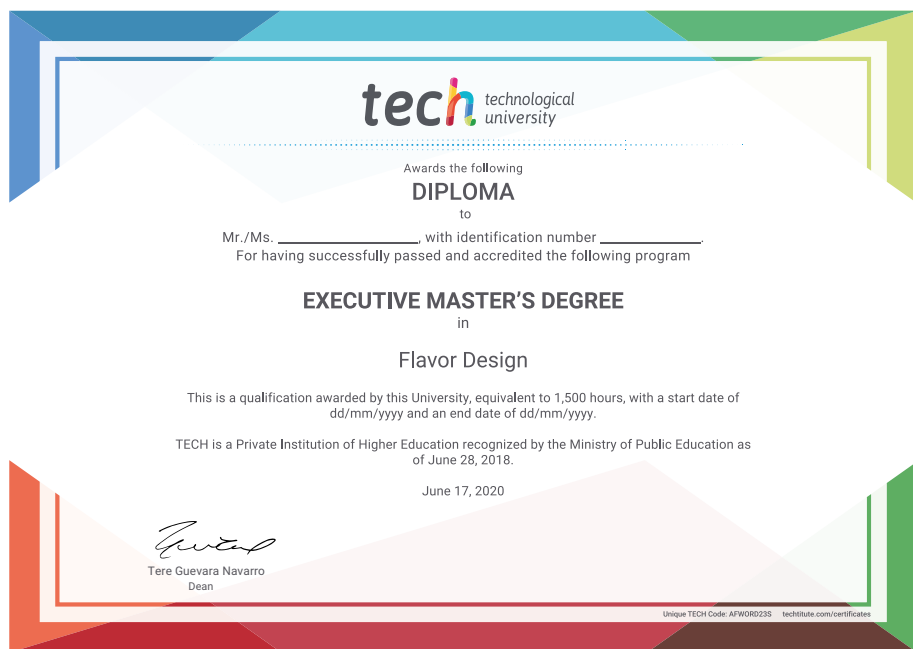 tech technological
university
Awards the following
DIPLOMA
to
Mr./Ms. ____________________, with identification number ______________.
For having successfully passed and accredited the following program
EXECUTIVE MASTER'S DEGREE
in
Flavor Design
This is a qualification awarded by this University, equivalent to 1,500 hours, with a start date of
dd/mm/yyyy and an end date of dd/mm/yyyy.
TECH is a Private Institution of Higher Education recognized by the Ministry of Public Education as
of June 28, 2018.
June 17, 2020
Tere Guevara Navarro
Dean
Unique TECH Code: AFWORD23S techtitute.com/certificates